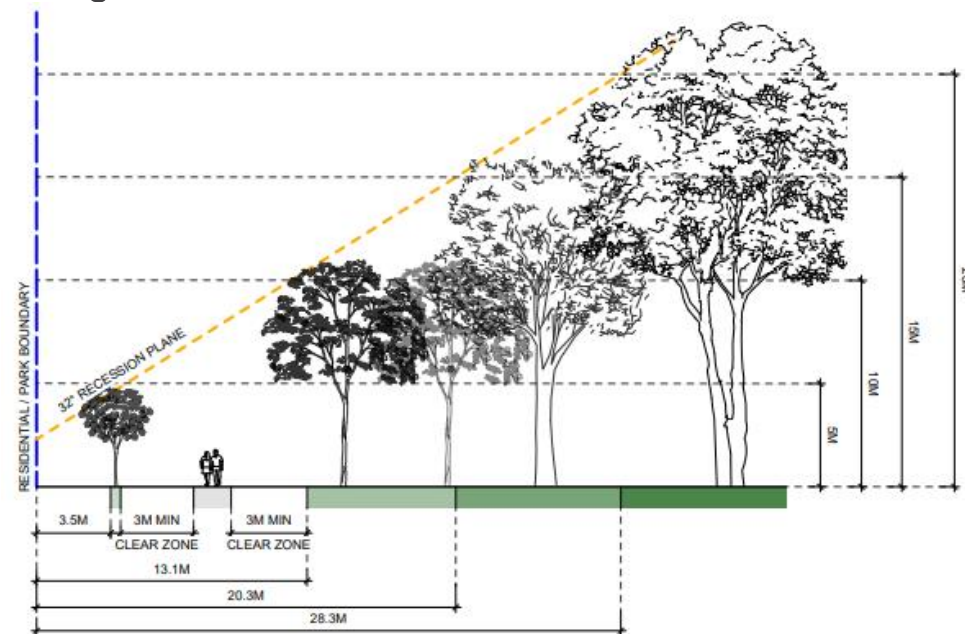 RESIDENTIAL / PARK BOUNDARY
32° RECESSION PLANE
5M
10M
15M
3.5M
3M MIN
CLEAR ZONE
3M MIN
CLEAR ZONE
13.1M
20.3M
28.3M